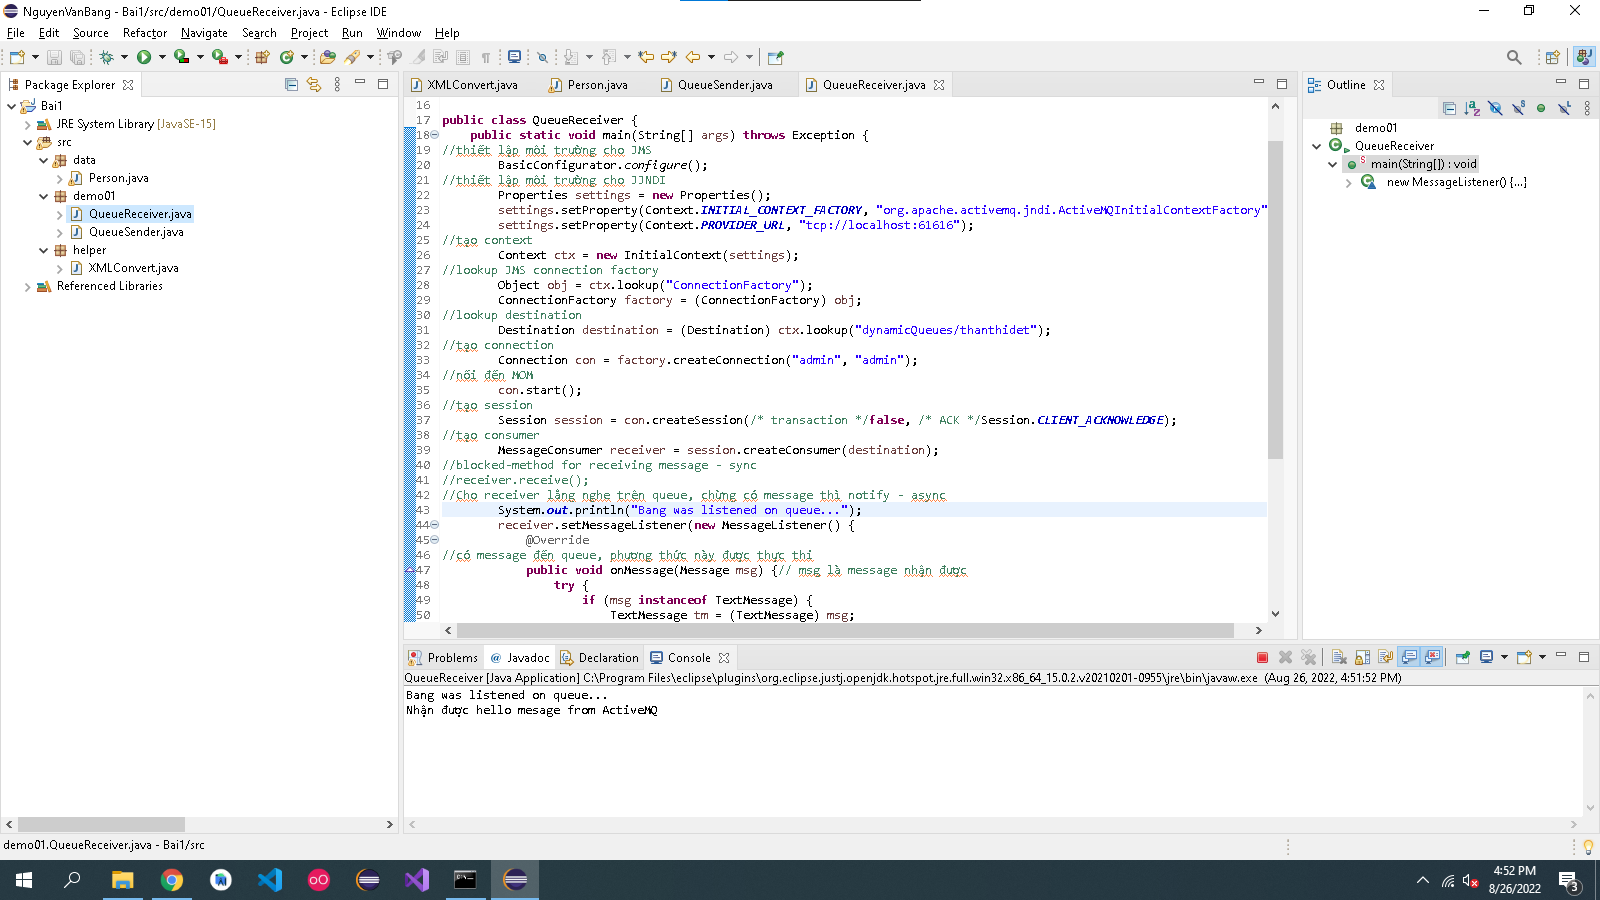 NguyenVanBang - Bai1/src/demo01/QueueReceiver.java - Eclipse IDE
File Edit Source Refactor Navigate Search Project Run Window Help
Package Explorer
Bai1
JRE System Library [JavaSE-15]
src
data
Person.java
demo01
QueueReceiver.java
QueueSender.java
helper
XMLConvert.java
Referenced Libraries
XMLConvert.java Person.java QueueSender.java QueueReceiver.java
16
17 public class QueueReceiver {
18 public static void main(String[] args) throws Exception {
19 //thiết lập môi trường cho JMS
20 BasicConfigurator.configure();
21 //thiết lập môi trường cho JJNDI
22 Properties settings = new Properties();
23 settings.setProperty(Context.INITIAL_CONTEXT_FACTORY, "org.apache.activemq.jndi.ActiveMQInitialContextFactory"
24 settings.setProperty(Context.PROVIDER_URL, "tcp://localhost:61616");
25 //tạo context
26 Context ctx = new InitialContext(settings);
27 //lookup JMS connection factory
28 Object obj = ctx.lookup("ConnectionFactory");
29 ConnectionFactory factory = (ConnectionFactory) obj;
30 //lookup destination
31 Destination destination = (Destination) ctx.lookup("dynamicQueues/thanthidet");
32 //tạo connection
33 Connection con = factory.createConnection("admin", "admin");
34 //nối đến MOM
35 con.start();
36 //tạo session
37 Session session = con.createSession(/* transaction */false, /* ACK */Session.CLIENT_ACKNOWLEDGE);
38 //tạo consumer
39 MessageConsumer receiver = session.createConsumer(destination);
40 //blocked-method for receiving message - sync
41 //receiver.receive();
42 //Cho receiver lắng nghe trên queue, chừng có message thì notify - async
43 System.out.println("Bang was listened on queue...");
44 receiver.setMessageListener(new MessageListener() {
45 @Override
46 //có message đến queue, phương thức này được thực thi
47 public void onMessage(Message msg) {// msg là message nhận được
48 try {
49 if (msg instanceof TextMessage) {
50 TextMessage tm = (TextMessage) msg;
Outline
demo01
QueueReceiver
main(String[]) : void
new MessageListener() {...}
Problems Javadoc Declaration Console
QueueReceiver [Java Application] C:\Program Files\eclipse\plugins\org.eclipse.justj.openjdk.hotspot.jre.full.win32.x86_64_15.0.2.v20210201-0955\jre\bin\javaw.exe (Aug 26, 2022, 4:51:52 PM)
Bang was listened on queue...
Nhận được hello mesage from ActiveMQ
demo01.QueueReceiver.java - Bai1/src
4:52 PM
8/26/2022
3